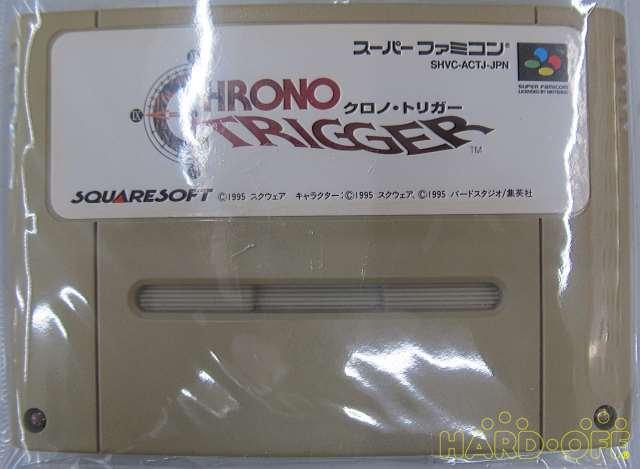 スーパーファミコン®
SHVC-ACTJ-JPN
SUPER FAMICOM
LICENSED BY NINTENDO
CHRONO
クロノ・トリガー
TRIGGER™
IX
SQUARESOFT ©1995 スクウェア キャラクター:©1995 スクウェア, ©1995 バードスタジオ/集英社
HARD-OFF